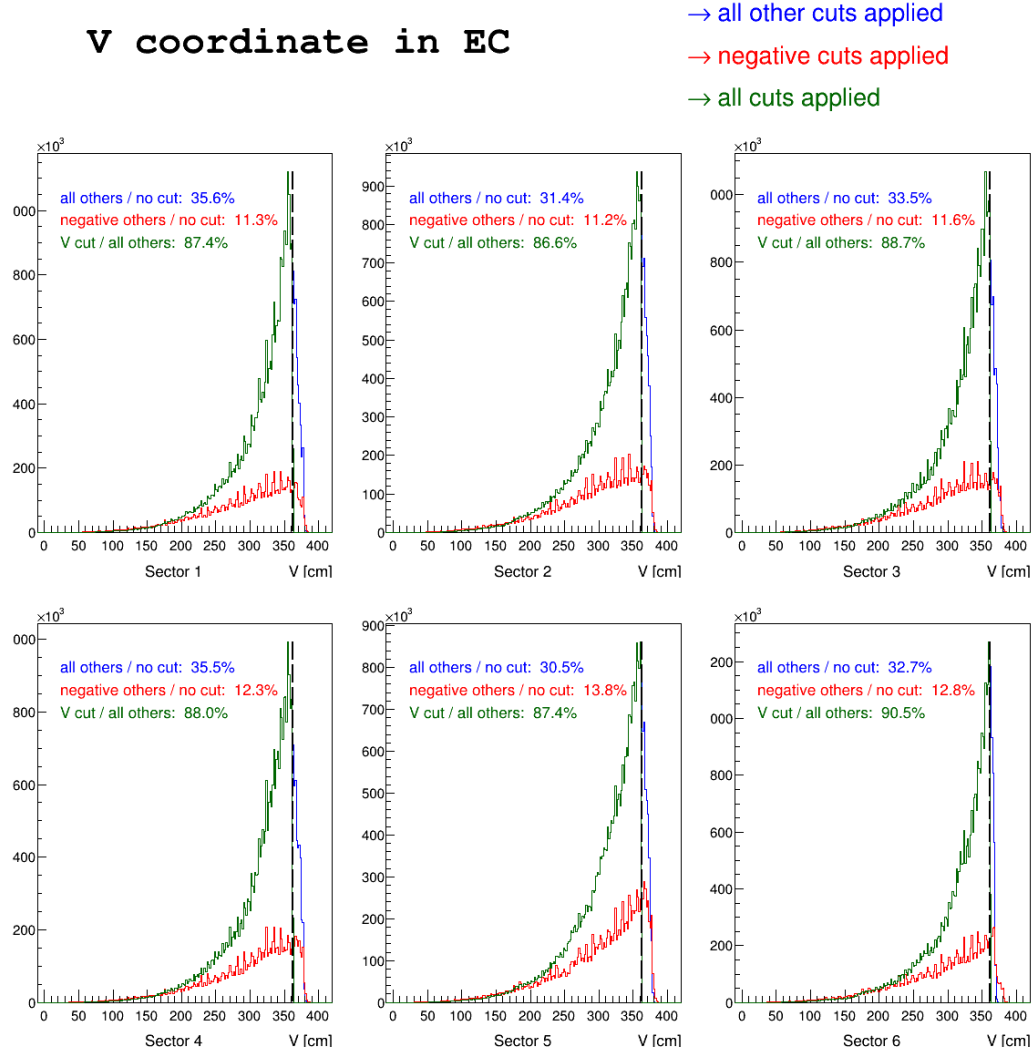 V coordinate in EC
→ all other cuts applied
→ negative cuts applied
→ all cuts applied
×10³
all others / no cut: 35.6%
negative others / no cut: 11.3%
V cut / all others: 87.4%
000
800
600
400
200
0
0 50 100 150 200 250 300 350 400
Sector 1 V [cm]
×10³
all others / no cut: 31.4%
negative others / no cut: 11.2%
V cut / all others: 86.6%
900
800
700
600
500
400
300
200
100
0
0 50 100 150 200 250 300 350 400
Sector 2 V [cm]
×10³
all others / no cut: 33.5%
negative others / no cut: 11.6%
V cut / all others: 88.7%
000
800
600
400
200
0
0 50 100 150 200 250 300 350 400
Sector 3 V [cm]
×10³
all others / no cut: 35.5%
negative others / no cut: 12.3%
V cut / all others: 88.0%
000
800
600
400
200
0
0 50 100 150 200 250 300 350 400
Sector 4 V [cm]
×10³
all others / no cut: 30.5%
negative others / no cut: 13.8%
V cut / all others: 87.4%
900
800
700
600
500
400
300
200
100
0
0 50 100 150 200 250 300 350 400
Sector 5 V [cm]
×10³
all others / no cut: 32.7%
negative others / no cut: 12.8%
V cut / all others: 90.5%
200
000
800
600
400
200
0
0 50 100 150 200 250 300 350 400
Sector 6 V [cm]